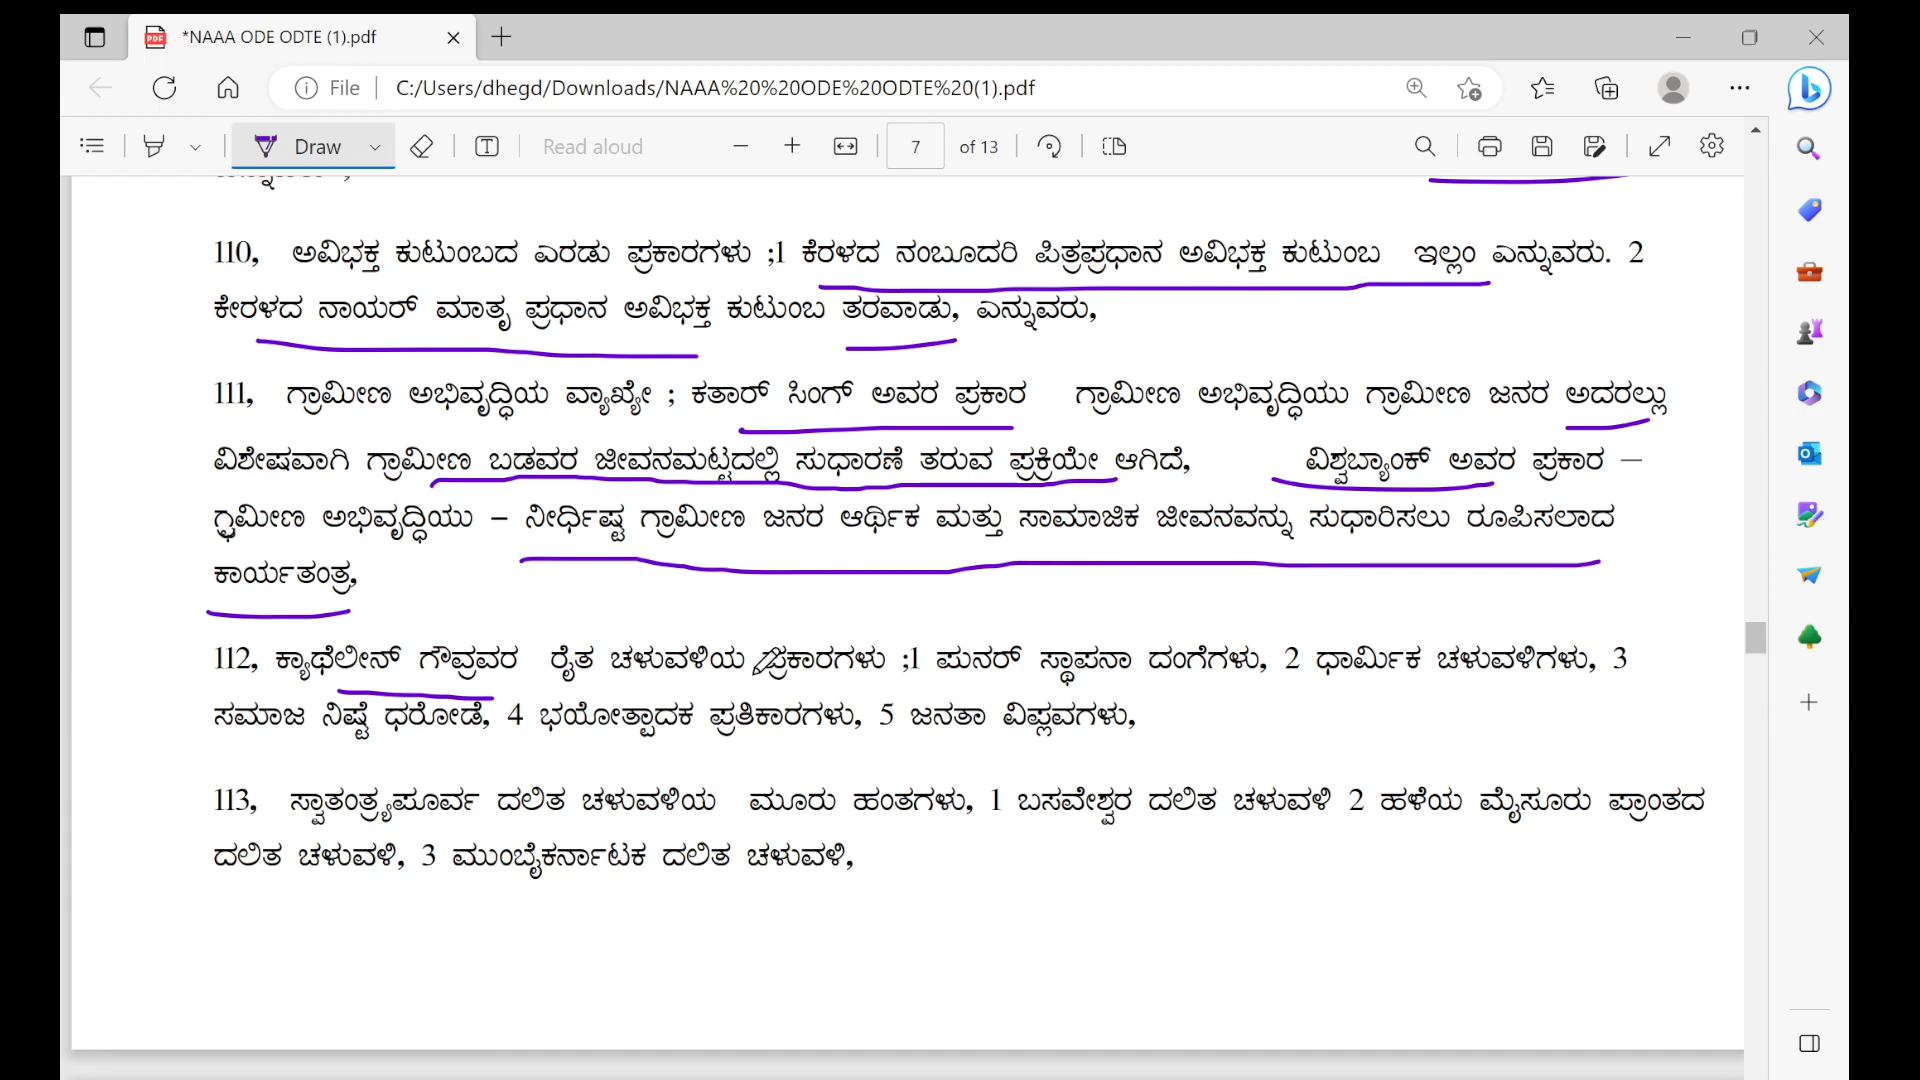 *NAAA ODE ODTE (1).pdf
File C:/Users/dhegd/Downloads/NAAA%20%20ODE%20ODTE%20(1).pdf
Draw Read aloud 7 of 13
110, ಅವಿಭಕ್ತ ಕುಟುಂಬದ ಎರಡು ಪ್ರಕಾರಗಳು ;1 ಕೆರಳದ ನಂಬೂದರಿ ಪಿತ್ರಪ್ರಧಾನ ಅವಿಭಕ್ತ ಕುಟುಂಬ ಇಲ್ಲಂ ಎನ್ನುವರು. 2
ಕೇರಳದ ನಾಯರ್ ಮಾತೃ ಪ್ರಧಾನ ಅವಿಭಕ್ತ ಕುಟುಂಬ ತರವಾಡು, ಎನ್ನುವರು,
111, ಗ್ರಾಮೀಣ ಅಭಿವೃದ್ಧಿಯ ವ್ಯಾಖ್ಯೇ ; ಕತಾರ್ ಸಿಂಗ್ ಅವರ ಪ್ರಕಾರ ಗ್ರಾಮೀಣ ಅಭಿವೃದ್ಧಿಯು ಗ್ರಾಮೀಣ ಜನರ ಅದರಲ್ಲು
ವಿಶೇಷವಾಗಿ ಗ್ರಾಮೀಣ ಬಡವರ ಜೀವನಮಟ್ಟದಲ್ಲಿ ಸುಧಾರಣೆ ತರುವ ಪ್ರಕ್ರಿಯೇ ಆಗಿದೆ, ವಿಶ್ವಬ್ಯಾಂಕ್ ಅವರ ಪ್ರಕಾರ –
ಅಭಿವೃದ್ಧಿಯು – ನೀರ್ಧಿಷ್ಟ ಗ್ರಾಮೀಣ ಜನರ ಆರ್ಥಿಕ ಮತ್ತು ಸಾಮಾಜಿಕ ಜೀವನವನ್ನು ಸುಧಾರಿಸಲು ರೂಪಿಸಲಾದ
ಕಾರ್ಯತಂತ್ರ,
112, ಕ್ಯಾಥೆಲೀನ್ ಗೌವ್ರವರ ರೈತ ಚಳುವಳಿಯ ಪ್ರಕಾರಗಳು ;1 ಪುನರ್ ಸ್ಥಾಪನಾ ದಂಗೆಗಳು, 2 ಧಾರ್ಮಿಕ ಚಳುವಳಿಗಳು, 3
ಸಮಾಜ ನಿಷ್ಟೆ ಧರೋಡೆ, 4 ಭಯೋತ್ಪಾದಕ ಪ್ರತಿಕಾರಗಳು, 5 ಜನತಾ ವಿಪ್ಲವಗಳು,
113, ಸ್ವಾತಂತ್ರ್ಯಪೂರ್ವ ದಲಿತ ಚಳುವಳಿಯ ಮೂರು ಹಂತಗಳು, 1 ಬಸವೇಶ್ವರ ದಲಿತ ಚಳುವಳಿ 2 ಹಳೆಯ ಮೈಸೂರು ಪ್ರಾಂತದ
ದಲಿತ ಚಳುವಳಿ, 3 ಮುಂಬೈಕರ್ನಾಟಕ ದಲಿತ ಚಳುವಳಿ,